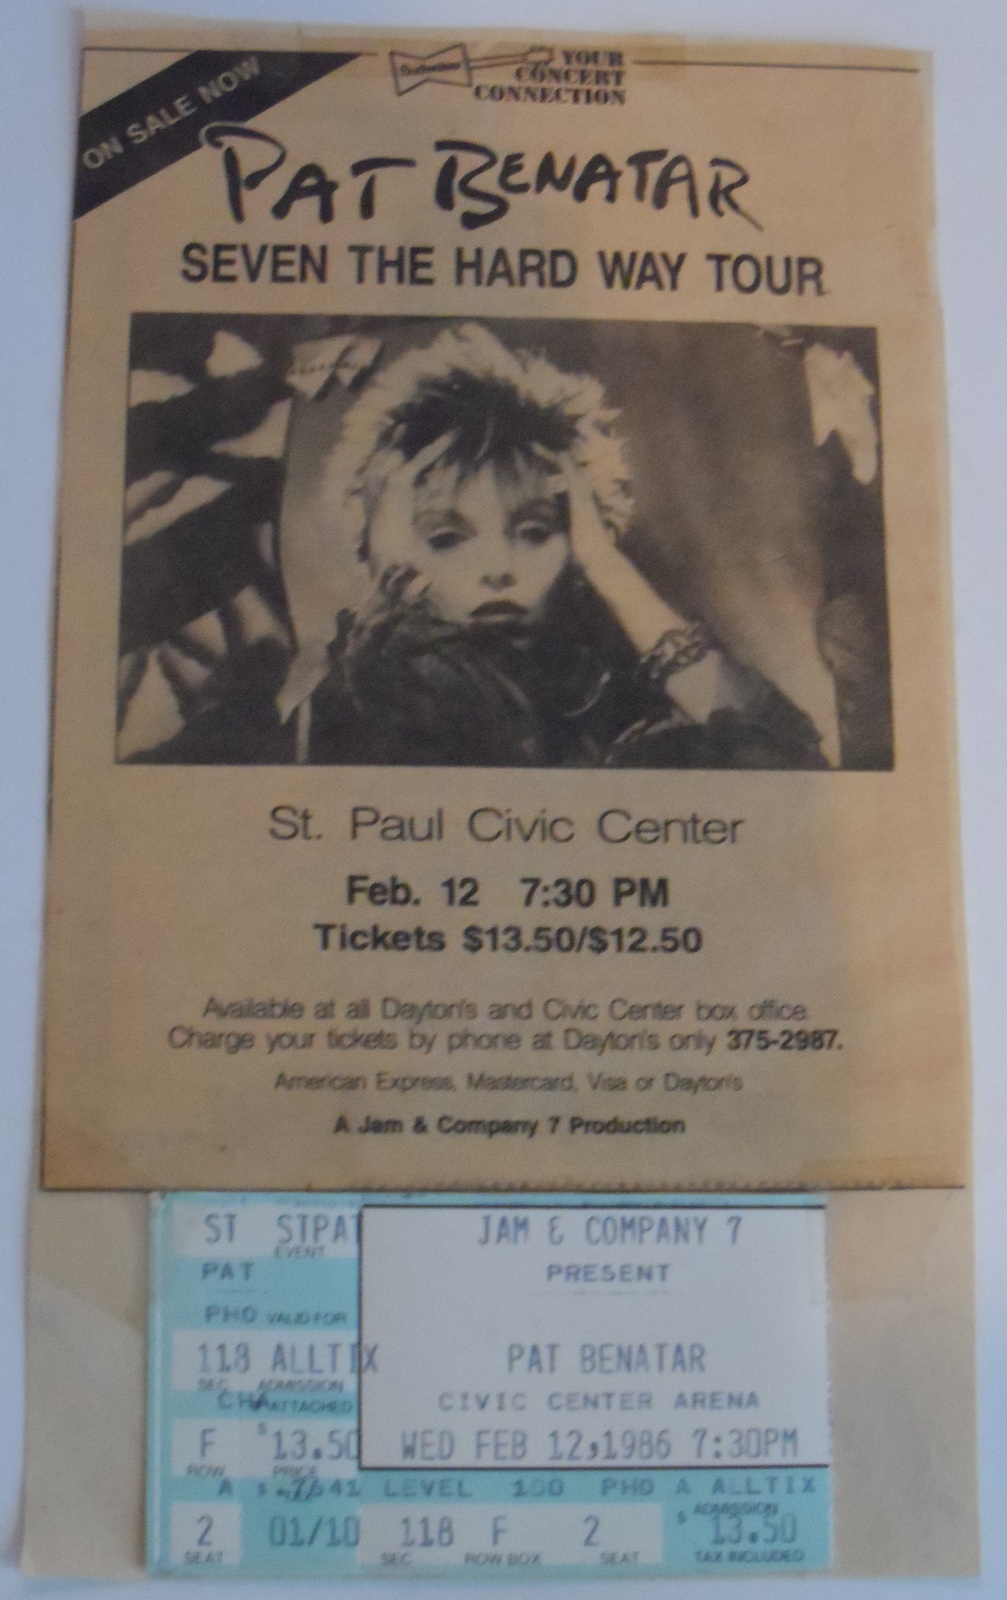 ON SALE NOW
Budweiser
YOUR
CONCERT
CONNECTION
PAT BENATAR
SEVEN THE HARD WAY TOUR
St. Paul Civic Center
Feb. 12 7:30 PM
Tickets $13.50/$12.50
Available at all Dayton's and Civic Center box office.
Charge your tickets by phone at Dayton's only 375-2987.
American Express, Mastercard, Visa or Dayton's
A Jam & Company 7 Production
ST STPAT
EVENT
PAT
PHO VALID FOR
118 ALLTIX
SEC ADMISSION
CHA ATTACHED
F $13.50
ROW PRICE
JAM & COMPANY 7
PRESENT
PAT BENATAR
CIVIC CENTER ARENA
WED FEB 12,1986 7:30PM
A $ LEVEL 100 PHO A ALLTIX
ADMISSION
2 01/10 118 F 2 $13.50
SEAT SEC ROW BOX SEAT TAX INCLUDED